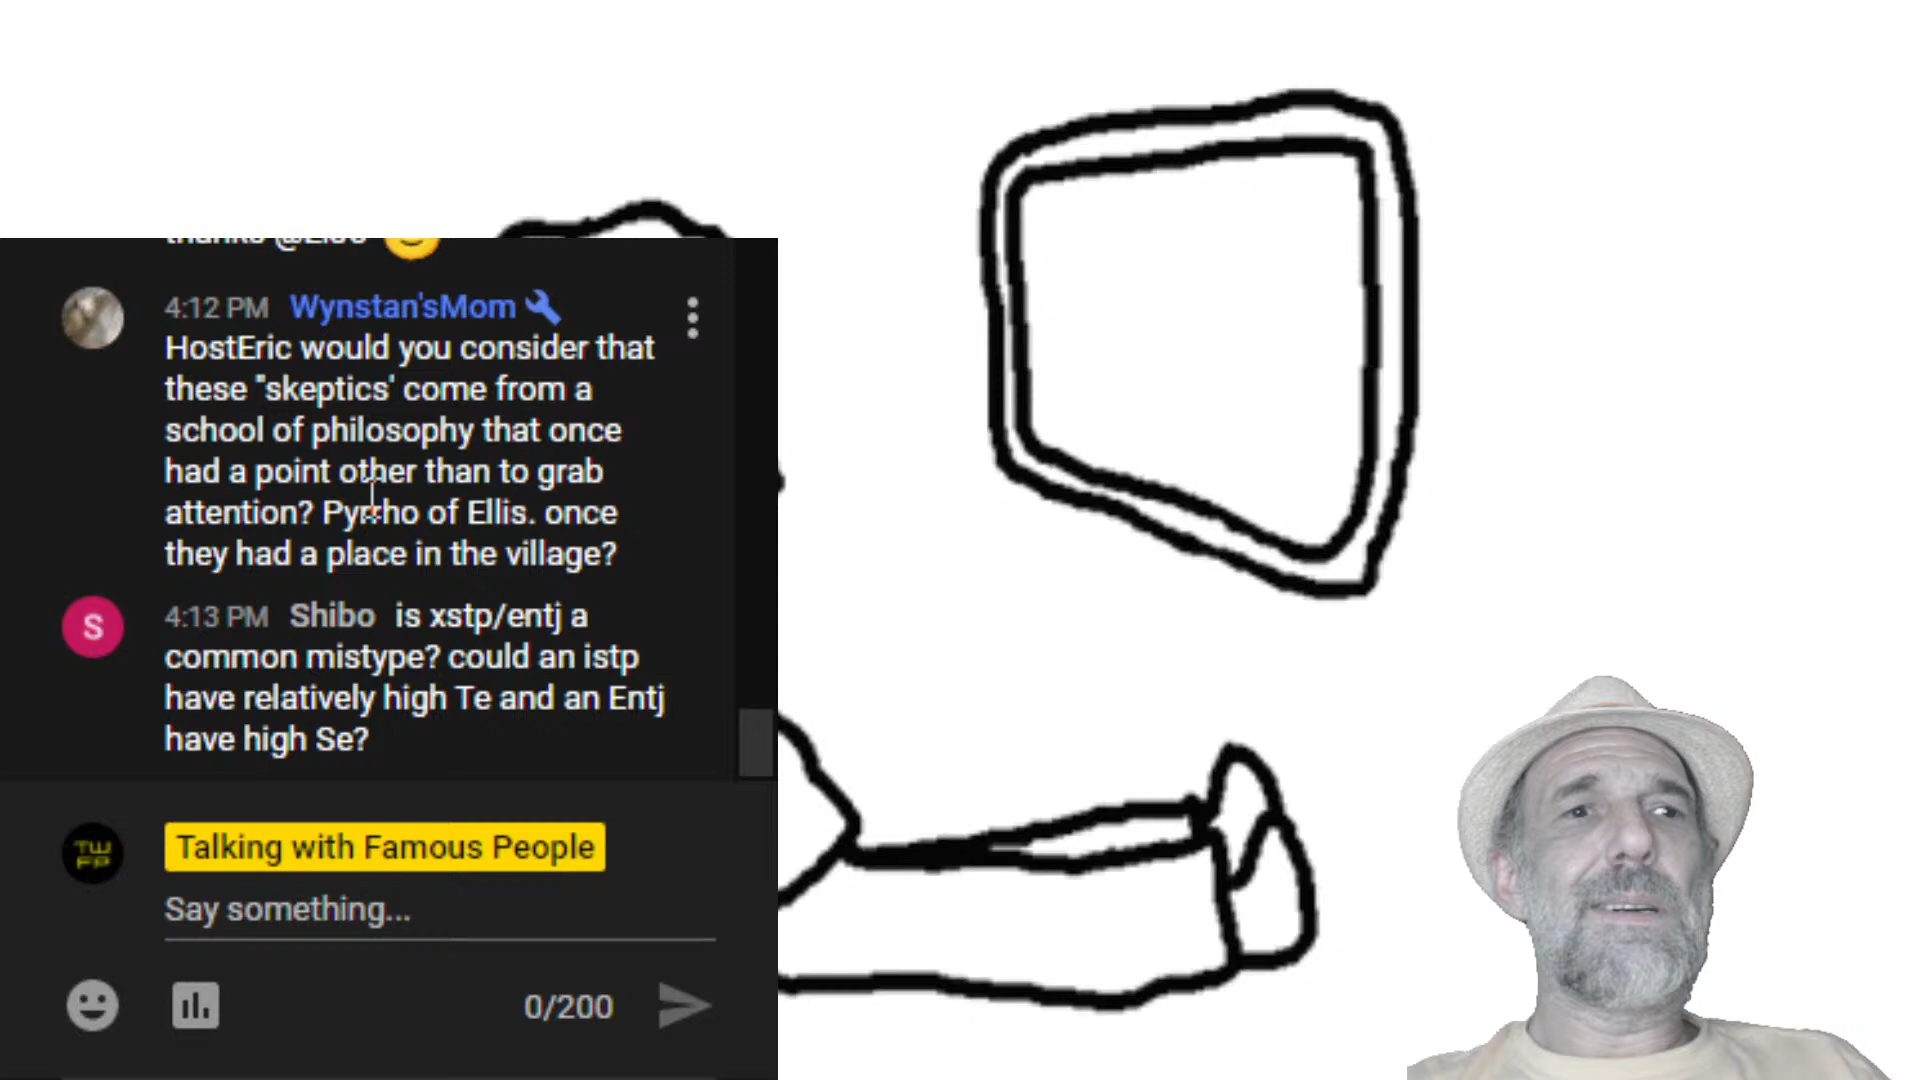 thanks @
4:12 PM Wynstan'sMom
HostEric would you consider that
these "skeptics' come from a
school of philosophy that once
had a point other than to grab
attention? Pyrrho of Ellis. once
they had a place in the village?
S
4:13 PM Shibo is xstp/entj a
common mistype? could an istp
have relatively high Te and an Entj
have high Se?
TW
FP
Talking with Famous People
Say something...
0/200